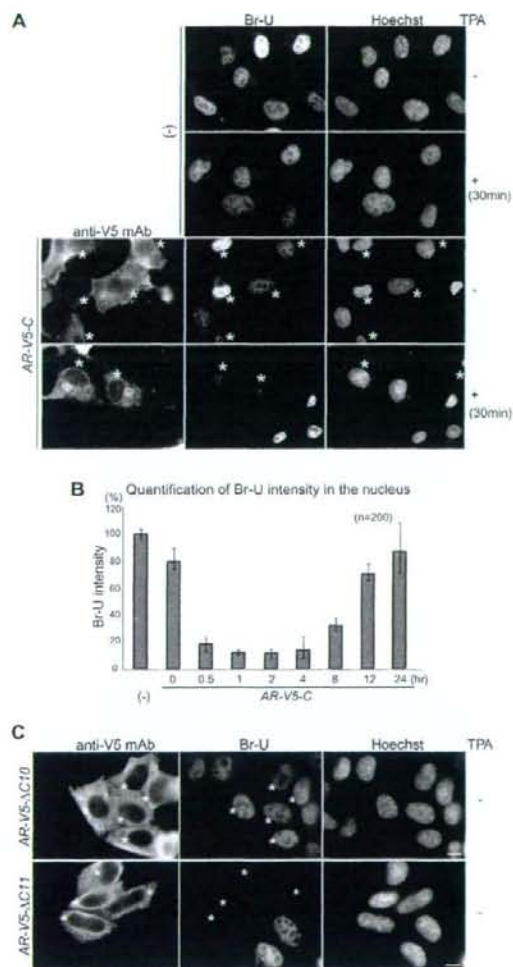 A
Br-U Hoechst TPA
(-)
-
+
(30min)
anti-V5 mAb
AR-V5-C
-
+
(30min)
B Quantification of Br-U intensity in the nucleus
(%)
(n=200)
Br-U intensity
120
100
80
60
40
20
0
(-) 0 0.5 1 2 4 8 12 24 (hr)
AR-V5-C
C
anti-V5 mAb Br-U Hoechst TPA
AR-V5-ΔC10
-
AR-V5-ΔC11
-